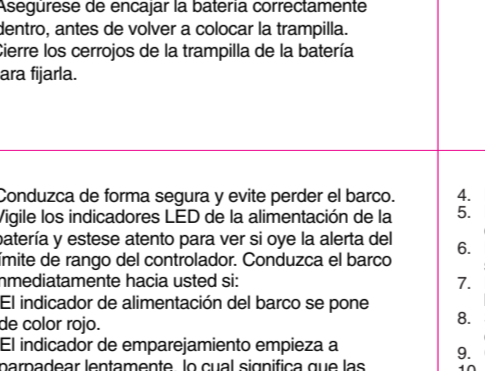 Asegúrese de encajar la batería correctamente
dentro, antes de volver a colocar la trampilla.
Cierre los cerrojos de la trampilla de la batería
para fijarla.
Conduzca de forma segura y evite perder el barco.
Vigile los indicadores LED de la alimentación de la
batería y estese atento para ver si oye la alerta del
límite de rango del controlador. Conduzca el barco
inmediatamente hacia usted si:
El indicador de alimentación del barco se pone
de color rojo.
El indicador de emparejamiento empieza a
parpadear lentamente, lo cual significa que las
4.
5.
6.
7.
8.
9.
10